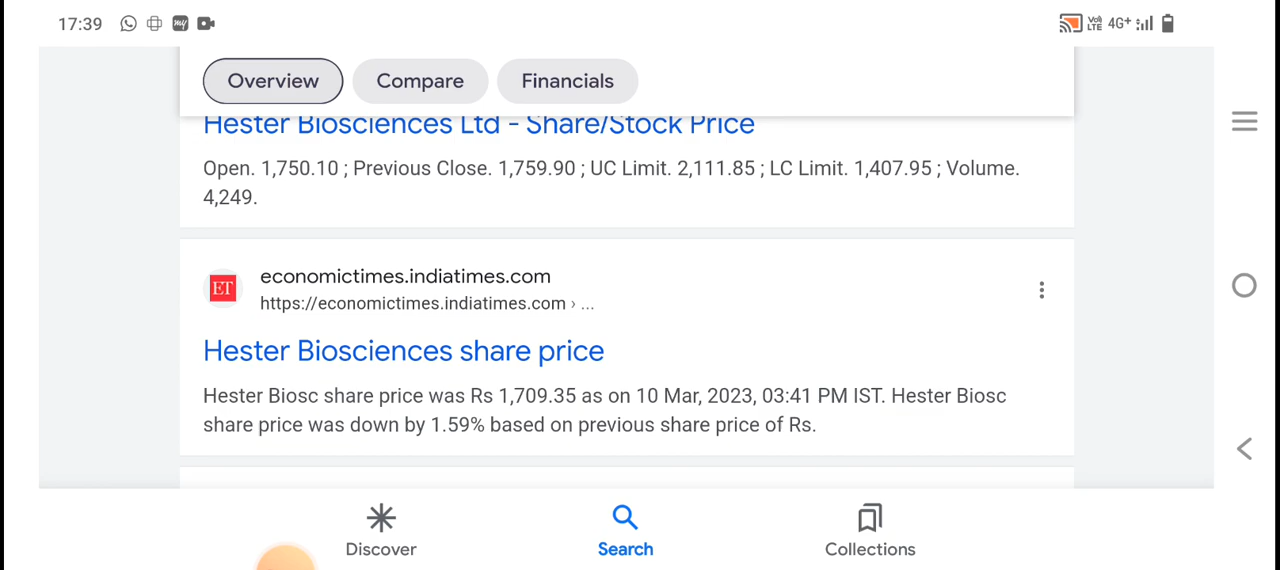 17:39 my Vo) LTE 4G+
Overview Compare Financials
Hester Biosciences Ltd - Share/Stock Price
Open. 1,750.10 ; Previous Close. 1,759.90 ; UC Limit. 2,111.85 ; LC Limit. 1,407.95 ; Volume.
4,249.
ET economictimes.indiatimes.com
https://economictimes.indiatimes.com › ...
Hester Biosciences share price
Hester Biosc share price was Rs 1,709.35 as on 10 Mar, 2023, 03:41 PM IST. Hester Biosc
share price was down by 1.59% based on previous share price of Rs.
Discover Search Collections